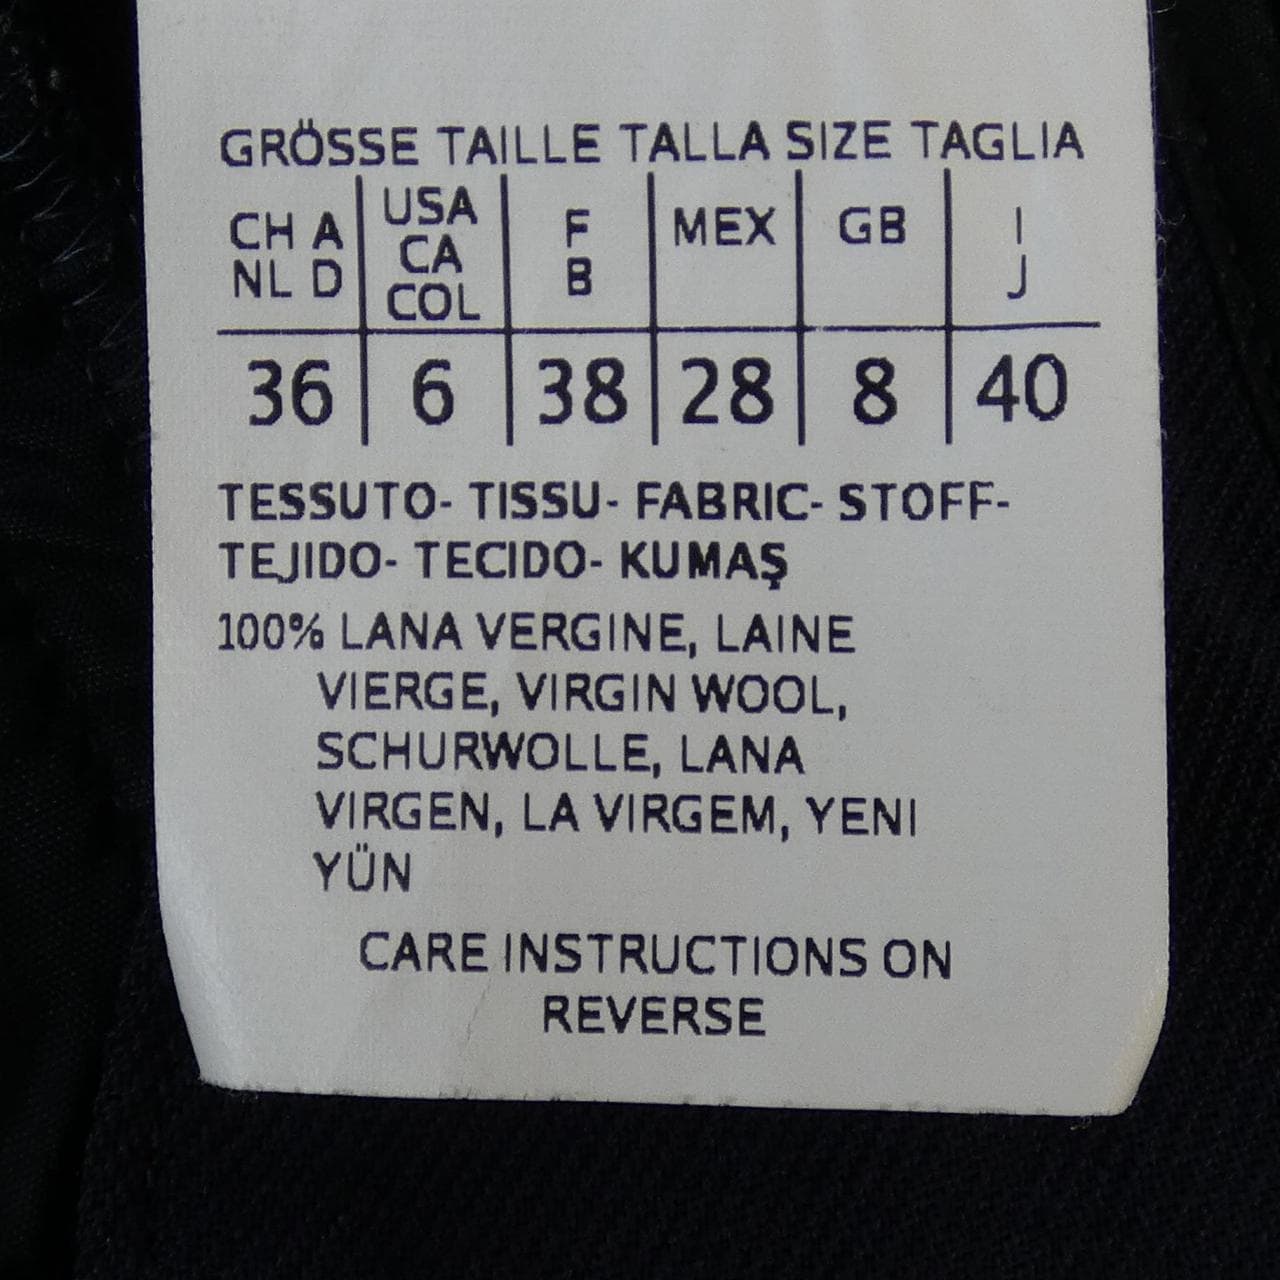 GRÖSSE TAILLE TALLA SIZE TAGLIA
CH A NL D | USA CA COL | F B | MEX | GB | I J
36 | 6 | 38 | 28 | 8 | 40
TESSUTO- TISSU- FABRIC- STOFF-
TEJIDO- TECIDO- KUMAŞ
100% LANA VERGINE, LAINE
VIERGE, VIRGIN WOOL,
SCHURWOLLE, LANA
VIRGEN, LA VIRGEM, YENI
YÜN
CARE INSTRUCTIONS ON
REVERSE